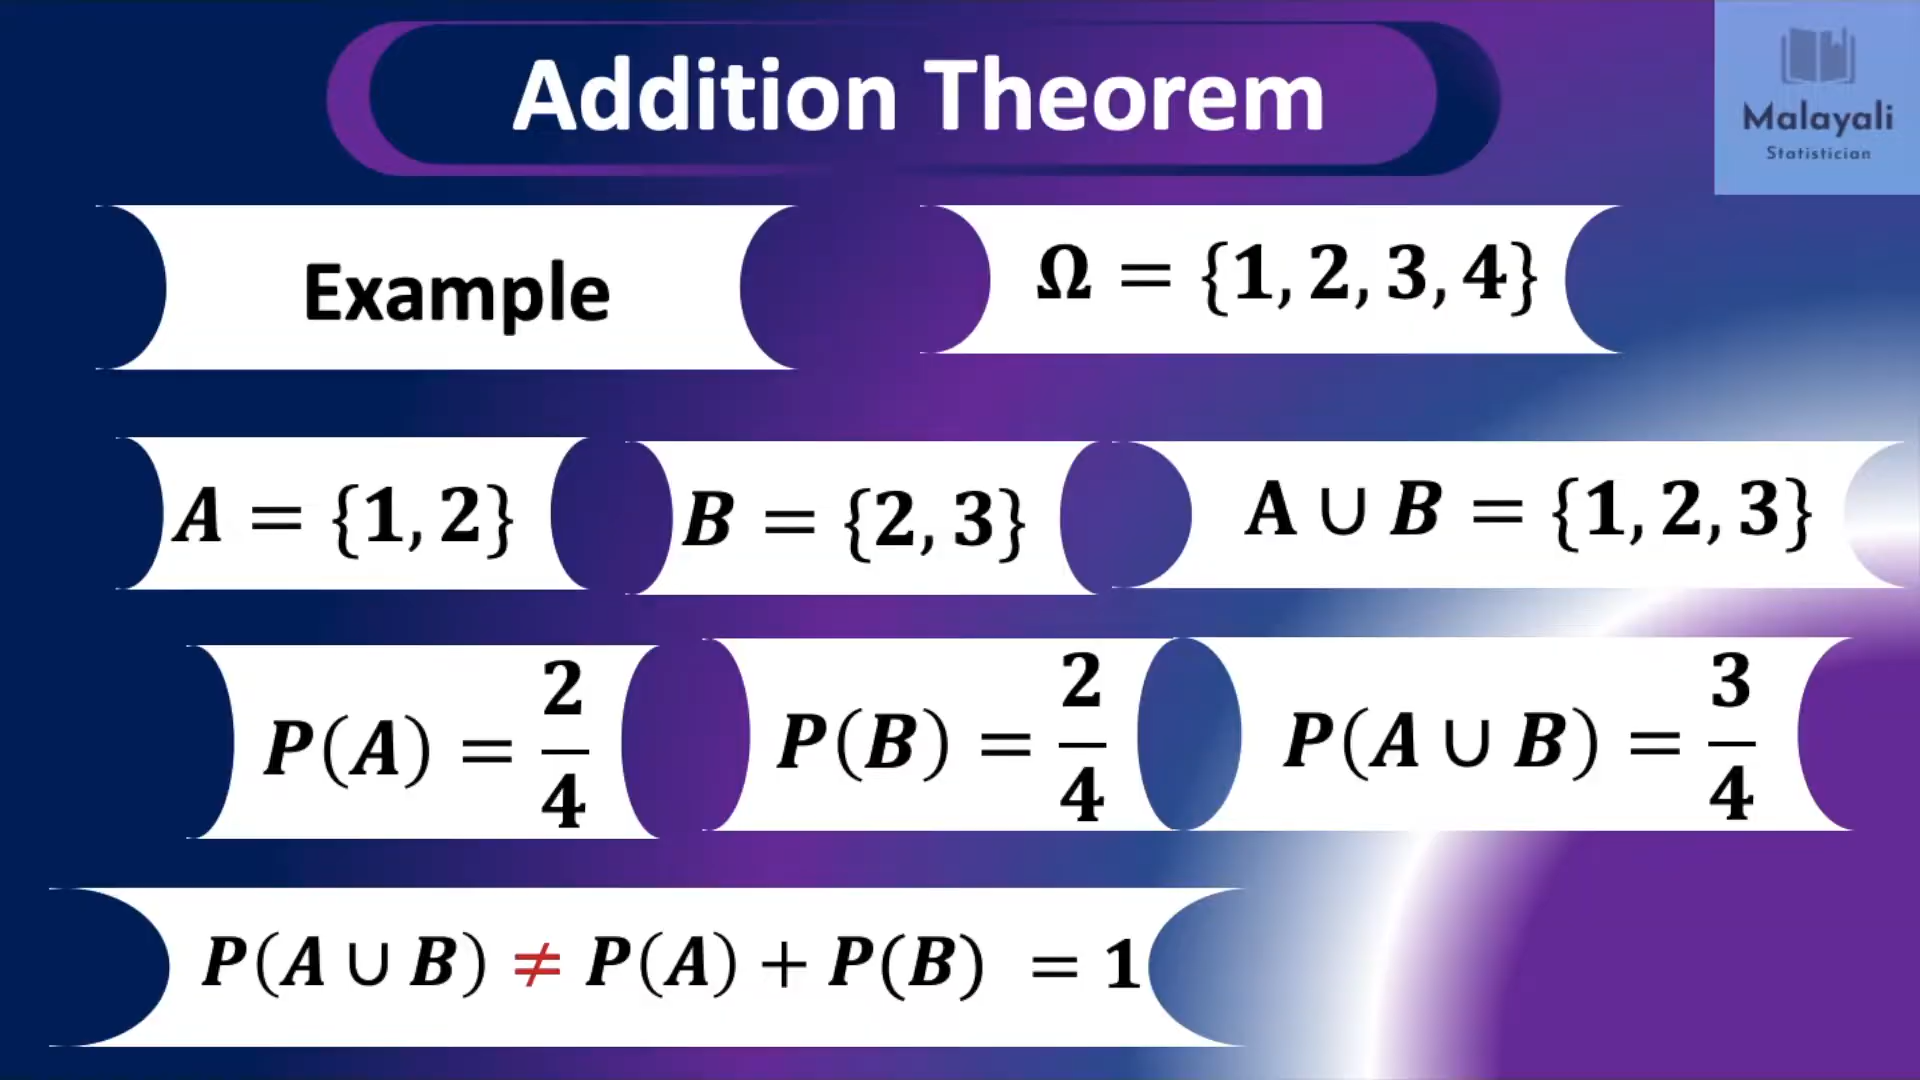 Addition Theorem
Malayali
Statistician
Example
Ω = {1, 2, 3, 4}
A = {1, 2}
B = {2, 3}
A ∪ B = {1, 2, 3}
P(A) = 2/4
P(B) = 2/4
P(A ∪ B) = 3/4
P(A ∪ B) ≠ P(A) + P(B) = 1